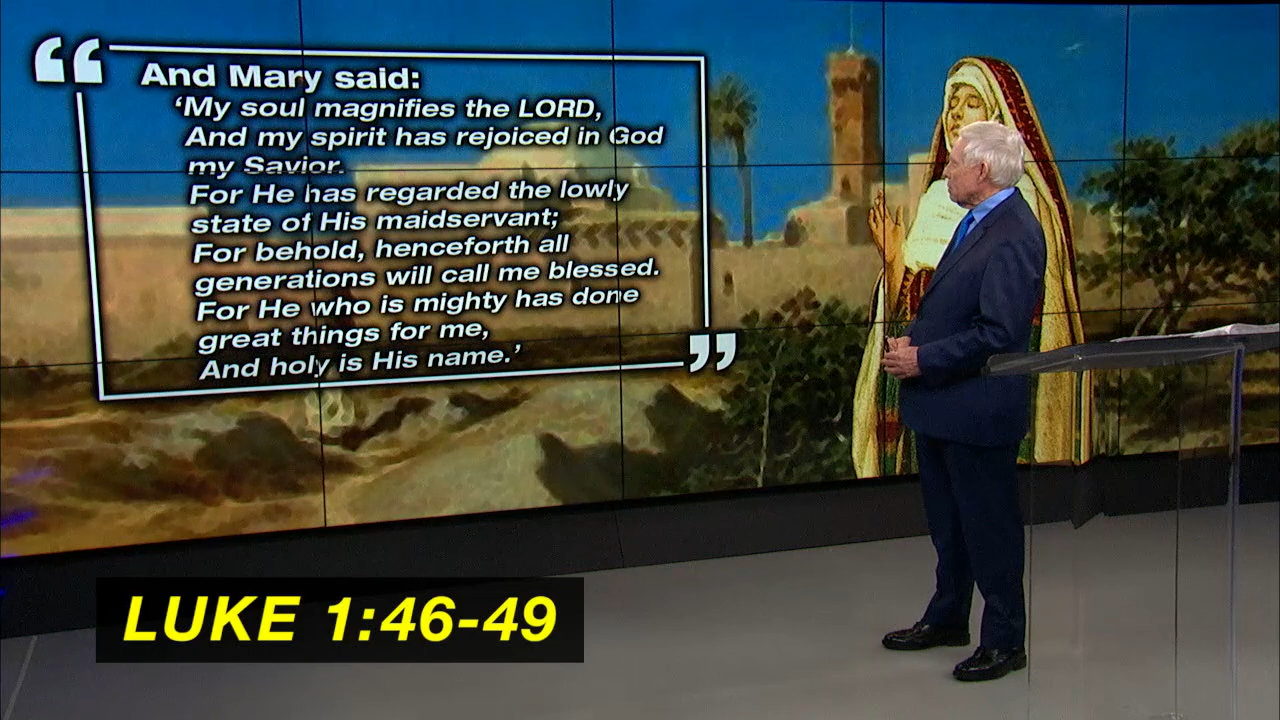 “ And Mary said:
‘My soul magnifies the LORD,
And my spirit has rejoiced in God
my Savior.
For He has regarded the lowly
state of His maidservant;
For behold, henceforth all
generations will call me blessed.
For He who is mighty has done
great things for me,
And holy is His name.’ ”
LUKE 1:46-49